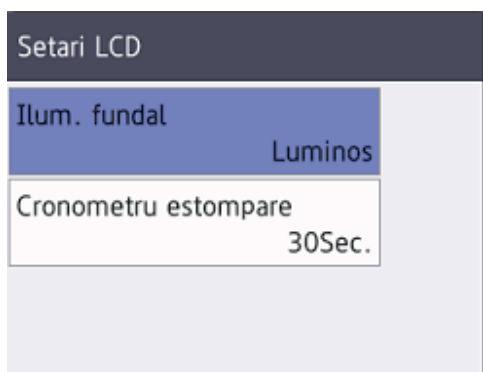 Setari LCD
Ilum. fundal
Luminos
Cronometru estompare
30Sec.